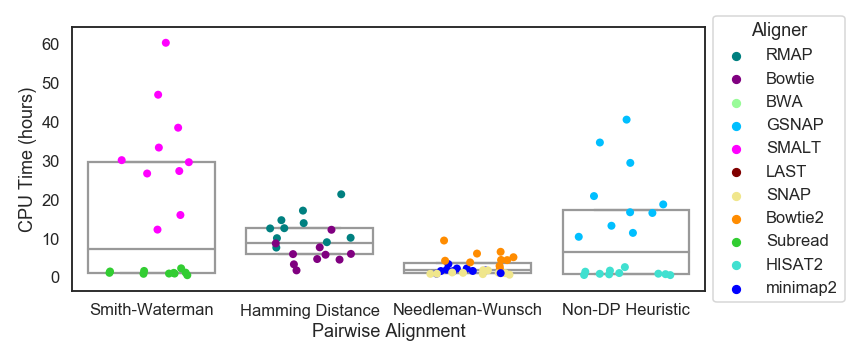 CPU Time (hours)
60
50
40
30
20
10
0
Smith-Waterman
Hamming Distance
Needleman-Wunsch
Non-DP Heuristic
Pairwise Alignment
Aligner
RMAP
Bowtie
BWA
GSNAP
SMALT
LAST
SNAP
Bowtie2
Subread
HISAT2
minimap2